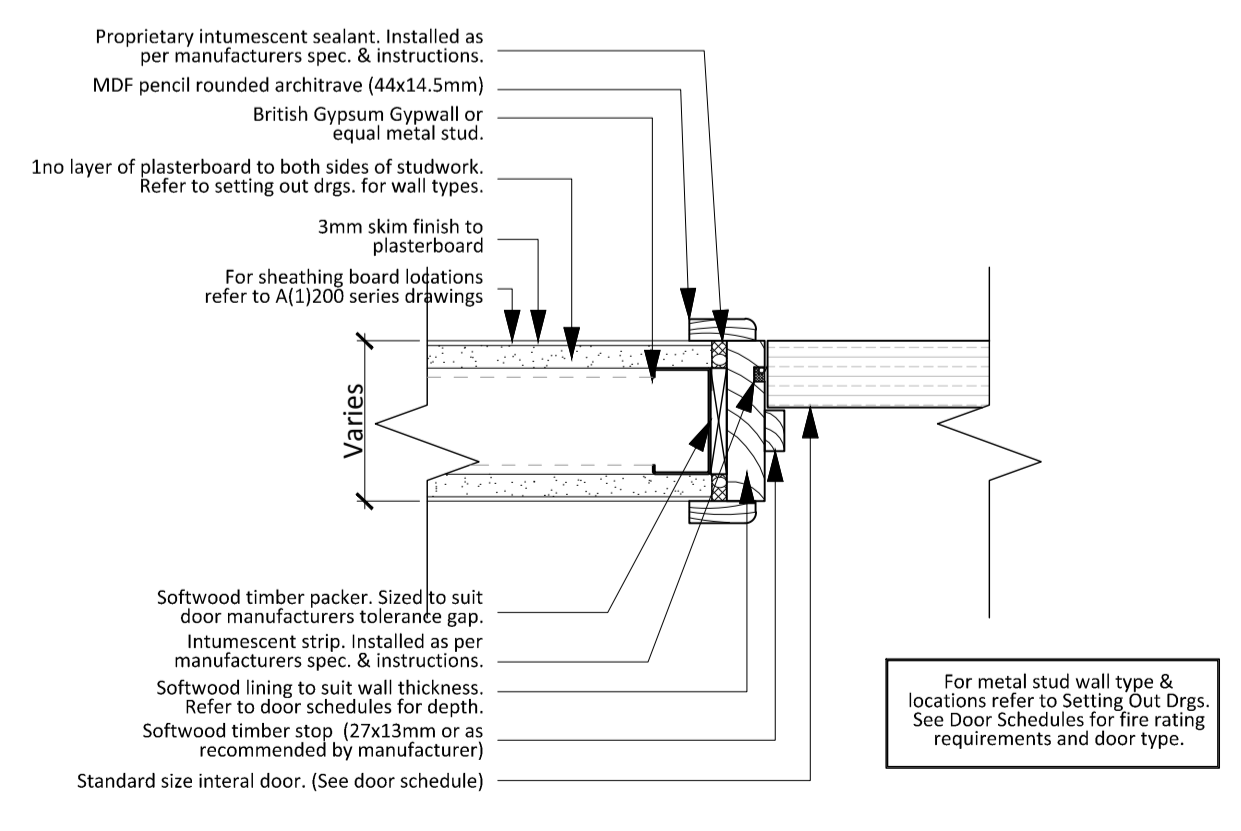 Proprietary intumescent sealant. Installed as
per manufacturers spec. & instructions.
MDF pencil rounded architrave (44x14.5mm)
British Gypsum Gypwall or
equal metal stud.
1no layer of plasterboard to both sides of studwork.
Refer to setting out drgs. for wall types.
3mm skim finish to
plasterboard
For sheathing board locations
refer to A(1)200 series drawings
Varies
Softwood timber packer. Sized to suit
door manufacturers tolerance gap.
Intumescent strip. Installed as per
manufacturers spec. & instructions.
Softwood lining to suit wall thickness.
Refer to door schedules for depth.
Softwood timber stop (27x13mm or as
recommended by manufacturer)
Standard size interal door. (See door schedule)
For metal stud wall type &
locations refer to Setting Out Drgs.
See Door Schedules for fire rating
requirements and door type.